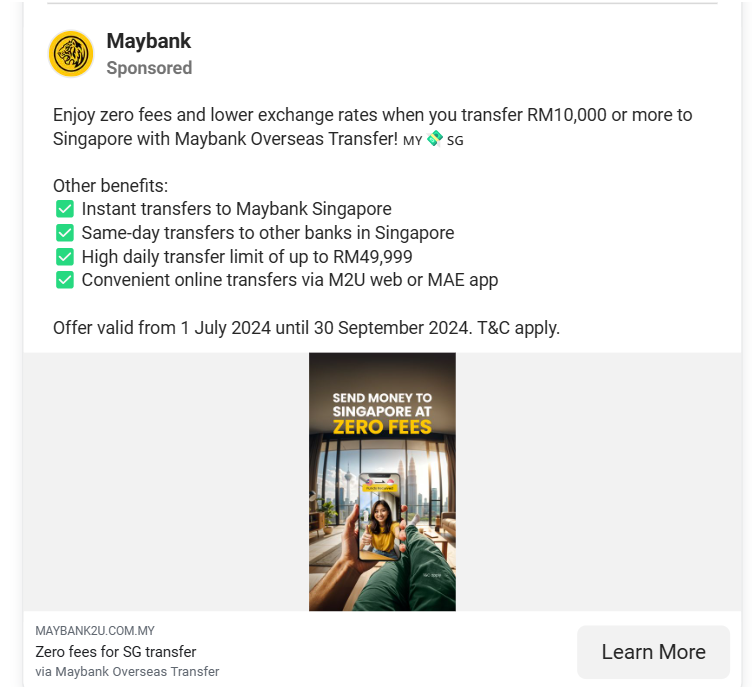 Maybank
Sponsored
Enjoy zero fees and lower exchange rates when you transfer RM10,000 or more to
Singapore with Maybank Overseas Transfer! MY 💸 SG
Other benefits:
✅ Instant transfers to Maybank Singapore
✅ Same-day transfers to other banks in Singapore
✅ High daily transfer limit of up to RM49,999
✅ Convenient online transfers via M2U web or MAE app
Offer valid from 1 July 2024 until 30 September 2024. T&C apply.
SEND MONEY TO
SINGAPORE AT
ZERO FEES
MAYBANK2U.COM.MY
Zero fees for SG transfer
via Maybank Overseas Transfer
Learn More